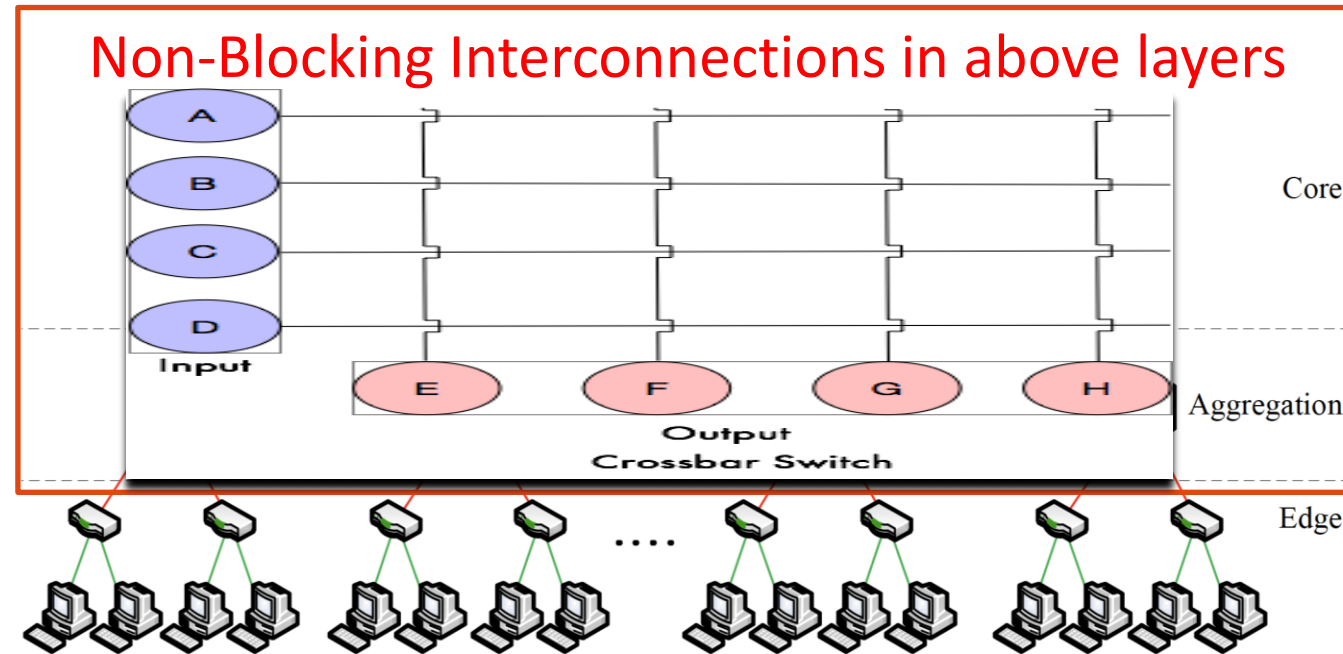 Non-Blocking Interconnections in above layers
A
B
Core
C
D
Input
E F G H
Aggregation
Output
Crossbar Switch
Edge
....